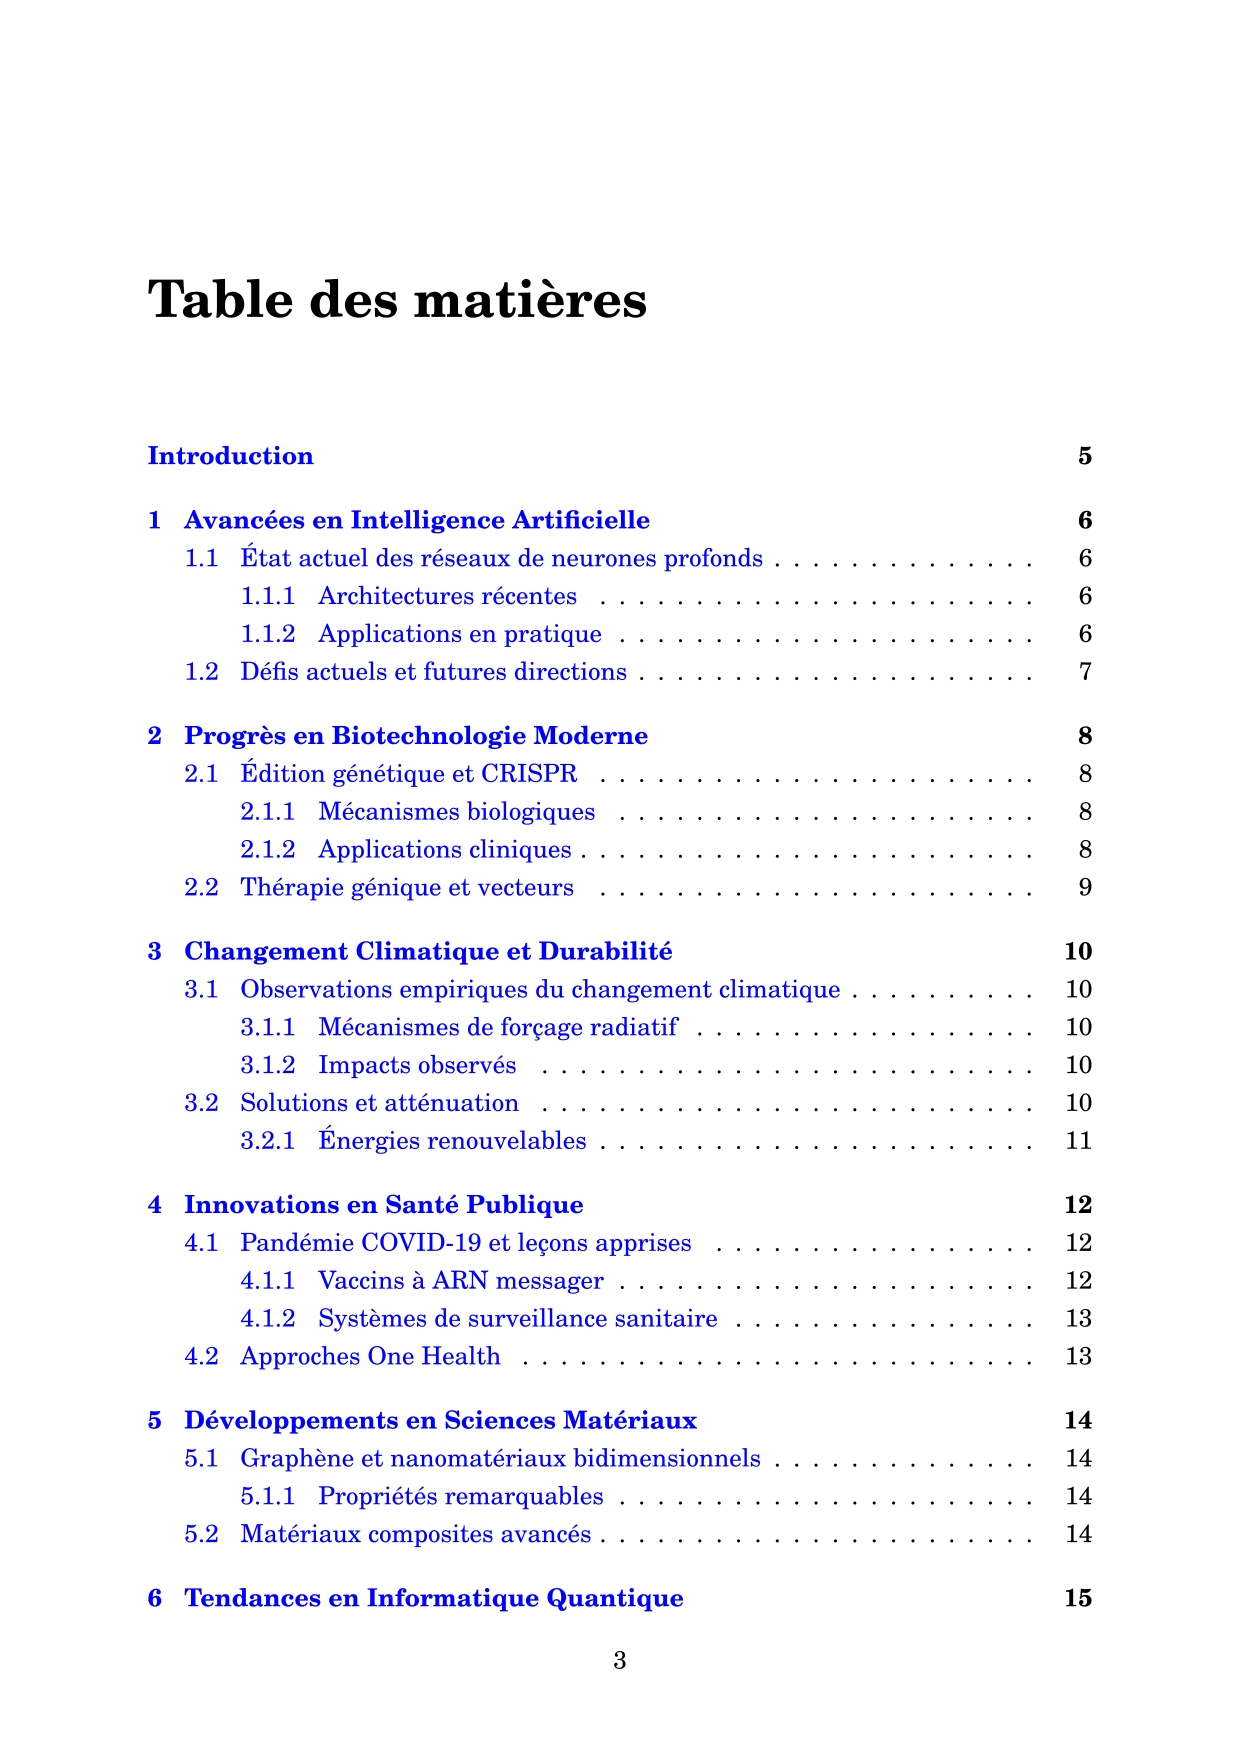 Table des matières
Introduction 5
1 Avancées en Intelligence Artificielle 6
1.1 État actuel des réseaux de neurones profonds . . . . . . . . . . . . . . 6
1.1.1 Architectures récentes . . . . . . . . . . . . . . . . . . . . . . . 6
1.1.2 Applications en pratique . . . . . . . . . . . . . . . . . . . . . . 6
1.2 Défis actuels et futures directions . . . . . . . . . . . . . . . . . . . . . 7
2 Progrès en Biotechnologie Moderne 8
2.1 Édition génétique et CRISPR . . . . . . . . . . . . . . . . . . . . . . . 8
2.1.1 Mécanismes biologiques . . . . . . . . . . . . . . . . . . . . . . 8
2.1.2 Applications cliniques . . . . . . . . . . . . . . . . . . . . . . . . 8
2.2 Thérapie génique et vecteurs . . . . . . . . . . . . . . . . . . . . . . . 9
3 Changement Climatique et Durabilité 10
3.1 Observations empiriques du changement climatique . . . . . . . . . . 10
3.1.1 Mécanismes de forçage radiatif . . . . . . . . . . . . . . . . . . 10
3.1.2 Impacts observés . . . . . . . . . . . . . . . . . . . . . . . . . . 10
3.2 Solutions et atténuation . . . . . . . . . . . . . . . . . . . . . . . . . . 10
3.2.1 Énergies renouvelables . . . . . . . . . . . . . . . . . . . . . . . 11
4 Innovations en Santé Publique 12
4.1 Pandémie COVID-19 et leçons apprises . . . . . . . . . . . . . . . . . 12
4.1.1 Vaccins à ARN messager . . . . . . . . . . . . . . . . . . . . . . 12
4.1.2 Systèmes de surveillance sanitaire . . . . . . . . . . . . . . . . 13
4.2 Approches One Health . . . . . . . . . . . . . . . . . . . . . . . . . . . 13
5 Développements en Sciences Matériaux 14
5.1 Graphène et nanomatériaux bidimensionnels . . . . . . . . . . . . . . 14
5.1.1 Propriétés remarquables . . . . . . . . . . . . . . . . . . . . . . 14
5.2 Matériaux composites avancés . . . . . . . . . . . . . . . . . . . . . . . 14
6 Tendances en Informatique Quantique 15
3